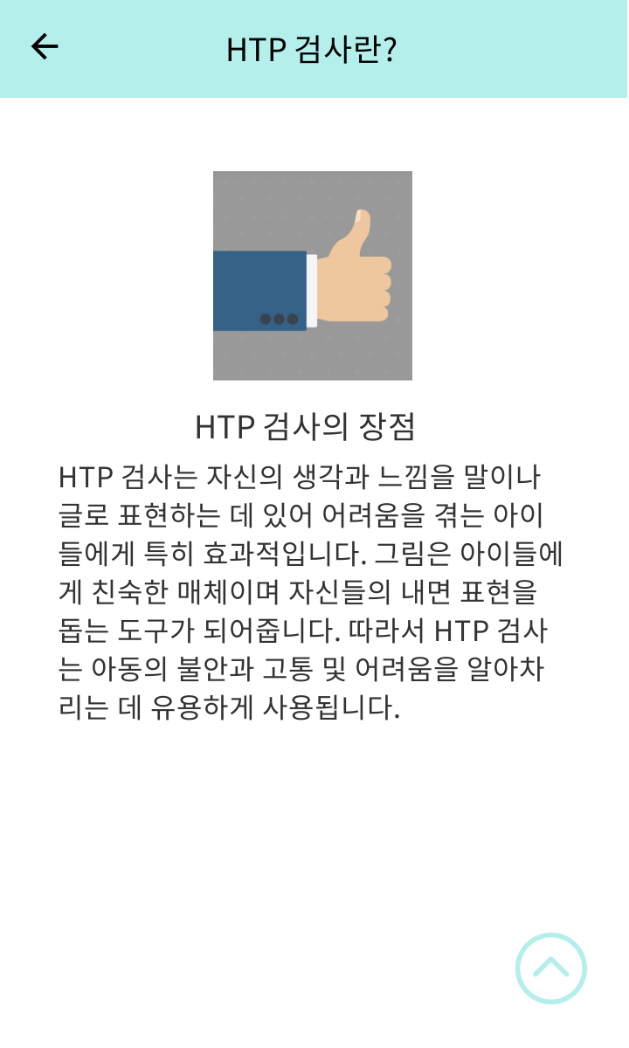 HTP 검사란?
HTP 검사의 장점
HTP 검사는 자신의 생각과 느낌을 말이나
글로 표현하는 데 있어 어려움을 겪는 아이
들에게 특히 효과적입니다. 그림은 아이들에
게 친숙한 매체이며 자신들의 내면 표현을
돕는 도구가 되어줍니다. 따라서 HTP 검사
는 아동의 불안과 고통 및 어려움을 알아차
리는 데 유용하게 사용됩니다.